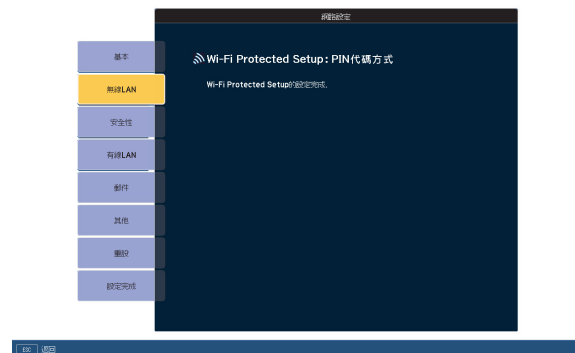 網路設定
基本
無線LAN
安全性
有線LAN
郵件
其他
重設
設定完成
Wi-Fi Protected Setup: PIN代碼方式
Wi-Fi Protected Setup的設定完成。
ESC 返回